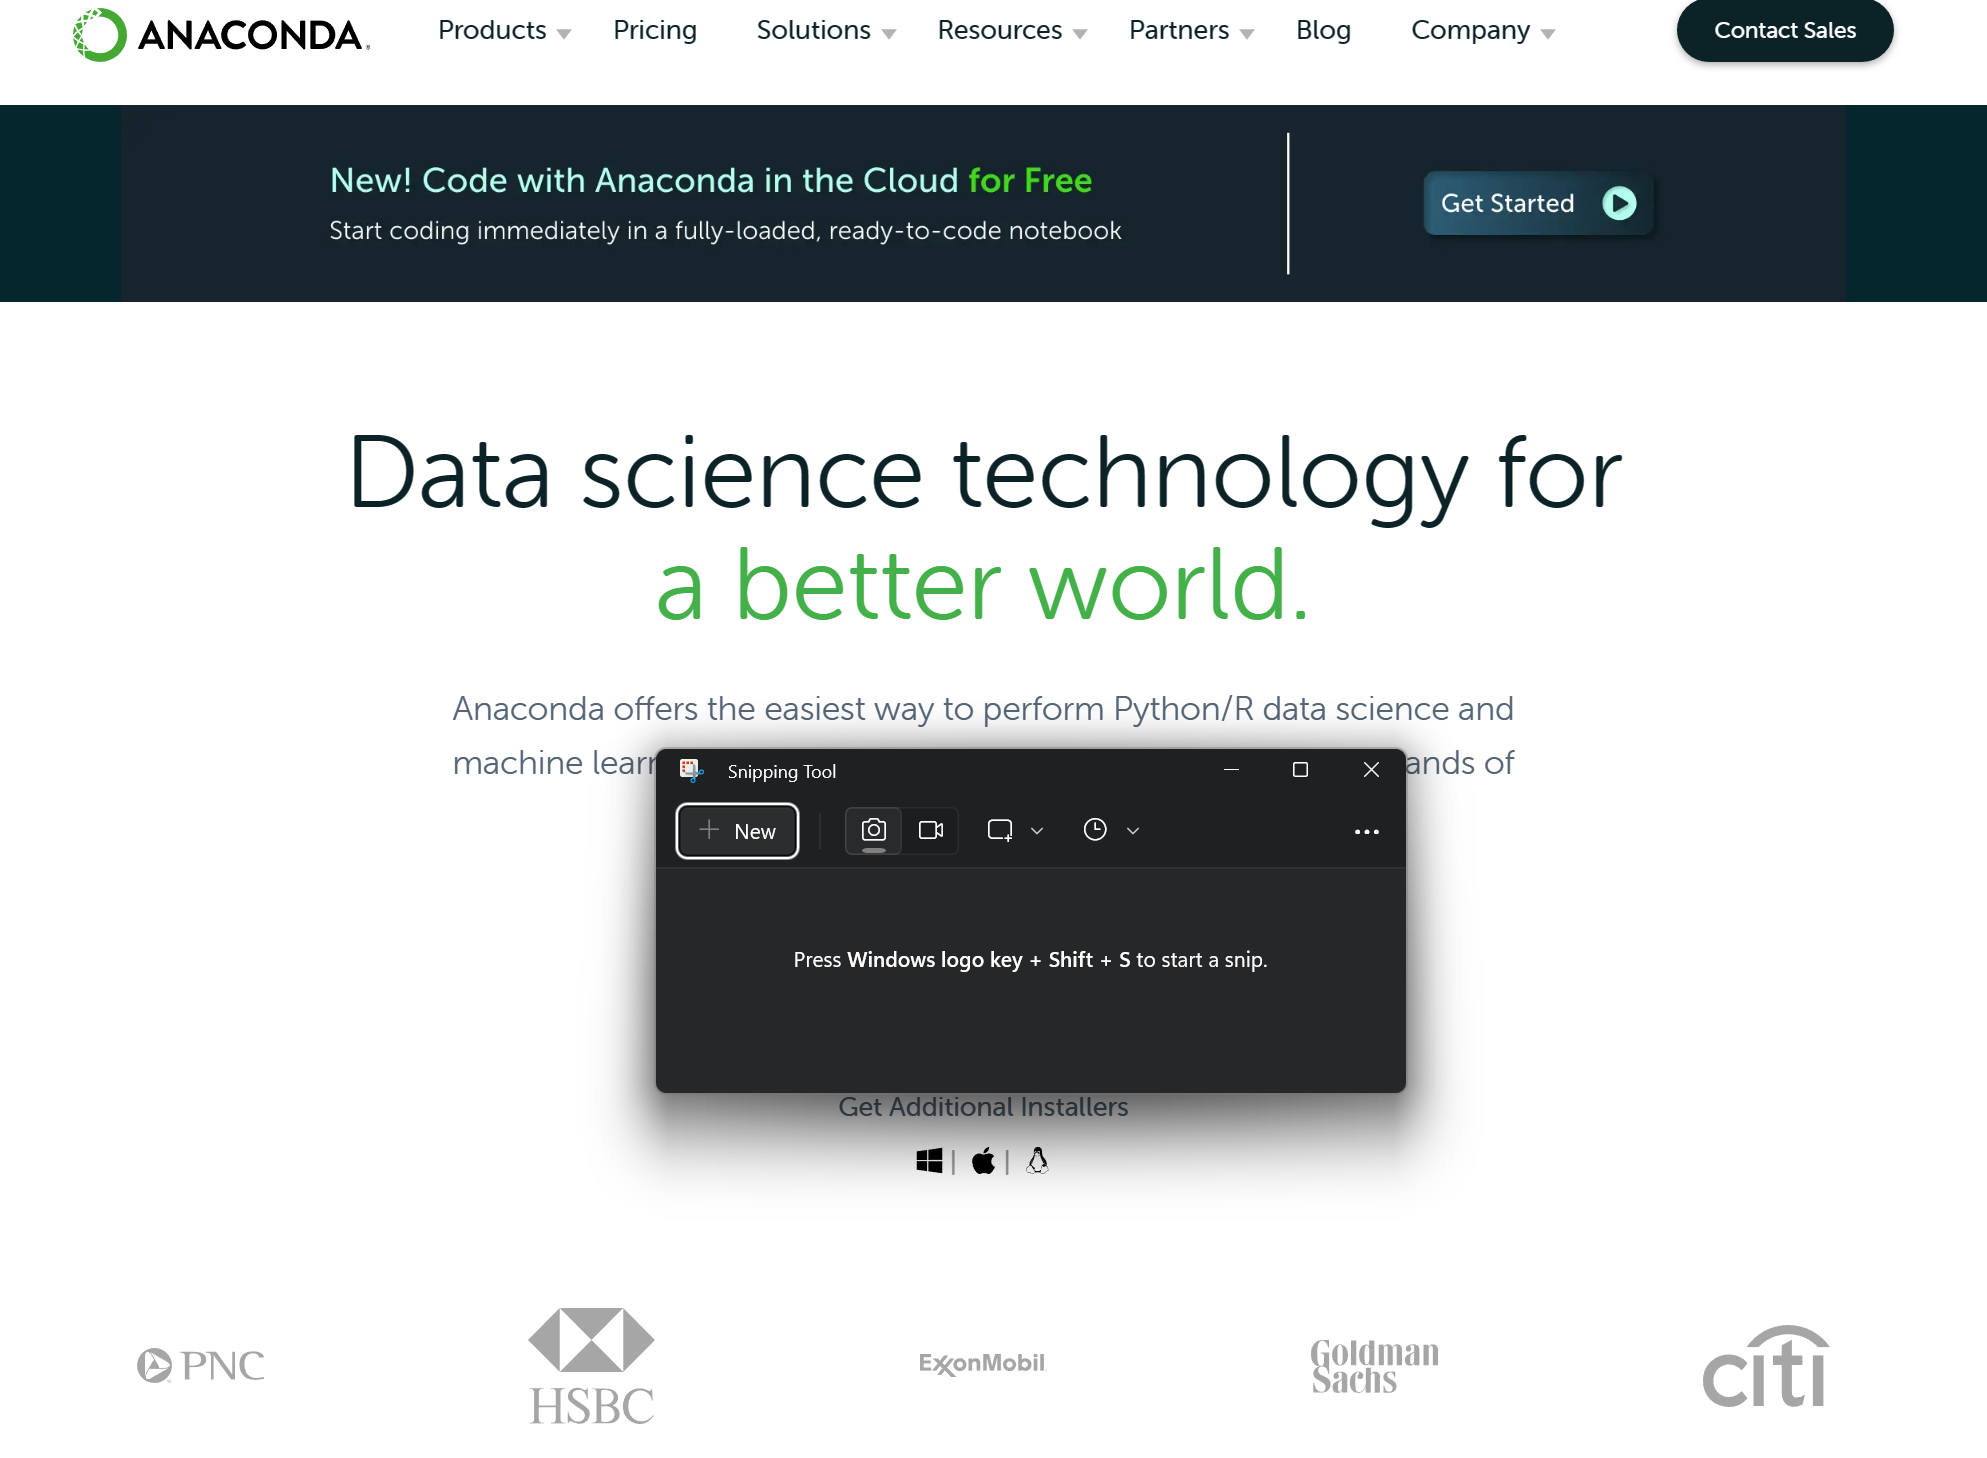 ANACONDA
Products Pricing Solutions Resources Partners Blog Company Contact Sales
New! Code with Anaconda in the Cloud for Free
Start coding immediately in a fully-loaded, ready-to-code notebook
Get Started
Data science technology for
a better world.
Anaconda offers the easiest way to perform Python/R data science and
machine ands of
Snipping Tool
New
Press Windows logo key + Shift + S to start a snip.
Get Additional Installers
PNC
HSBC
ExxonMobil
Goldman
Sachs
citi